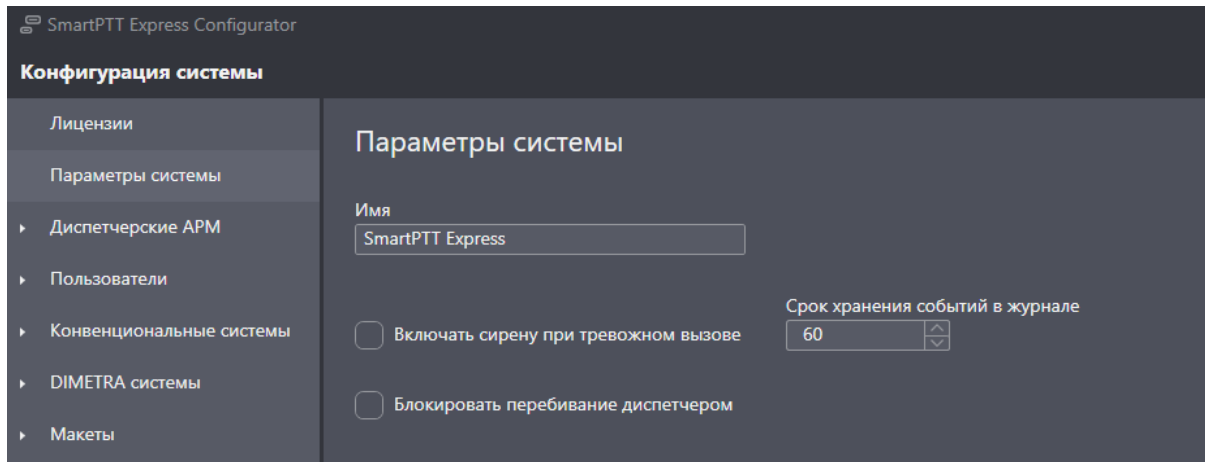 SmartPTT Express Configurator
Конфигурация системы
Лицензии
Параметры системы
Диспетчерские АРМ
Пользователи
Конвенциональные системы
DIMETRA системы
Макеты
Параметры системы
Имя
SmartPTT Express
Срок хранения событий в журнале
Включать сирену при тревожном вызове
60
Блокировать перебивание диспетчером